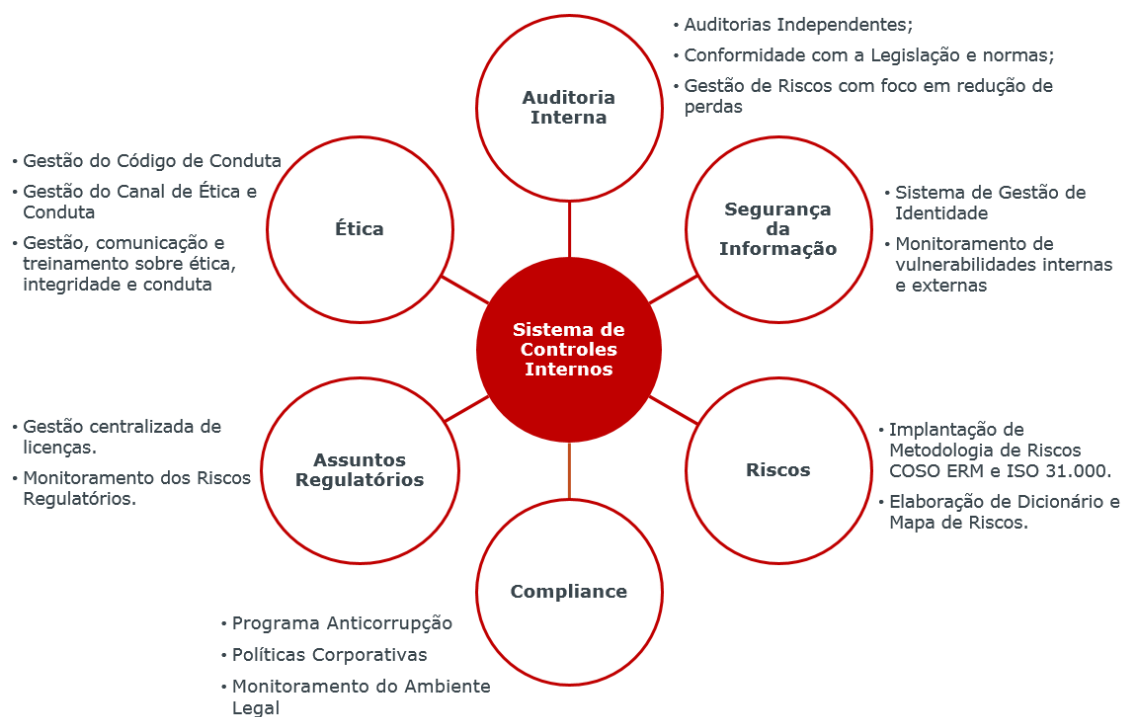 • Auditorias Independentes;
• Conformidade com a Legislação e normas;
• Gestão de Riscos com foco em redução de
perdas
Auditoria
Interna
• Gestão do Código de Conduta
• Gestão do Canal de Ética e
Conduta
• Gestão, comunicação e
treinamento sobre ética,
integridade e conduta
Ética
Segurança
da
Informação
• Sistema de Gestão de
Identidade
• Monitoramento de
vulnerabilidades internas
e externas
Sistema de
Controles
Internos
• Gestão centralizada de
licenças.
• Monitoramento dos Riscos
Regulatórios.
Assuntos
Regulatórios
Riscos
• Implantação de
Metodologia de Riscos
COSO ERM e ISO 31.000.
• Elaboração de Dicionário e
Mapa de Riscos.
Compliance
• Programa Anticorrupção
• Políticas Corporativas
• Monitoramento do Ambiente
Legal